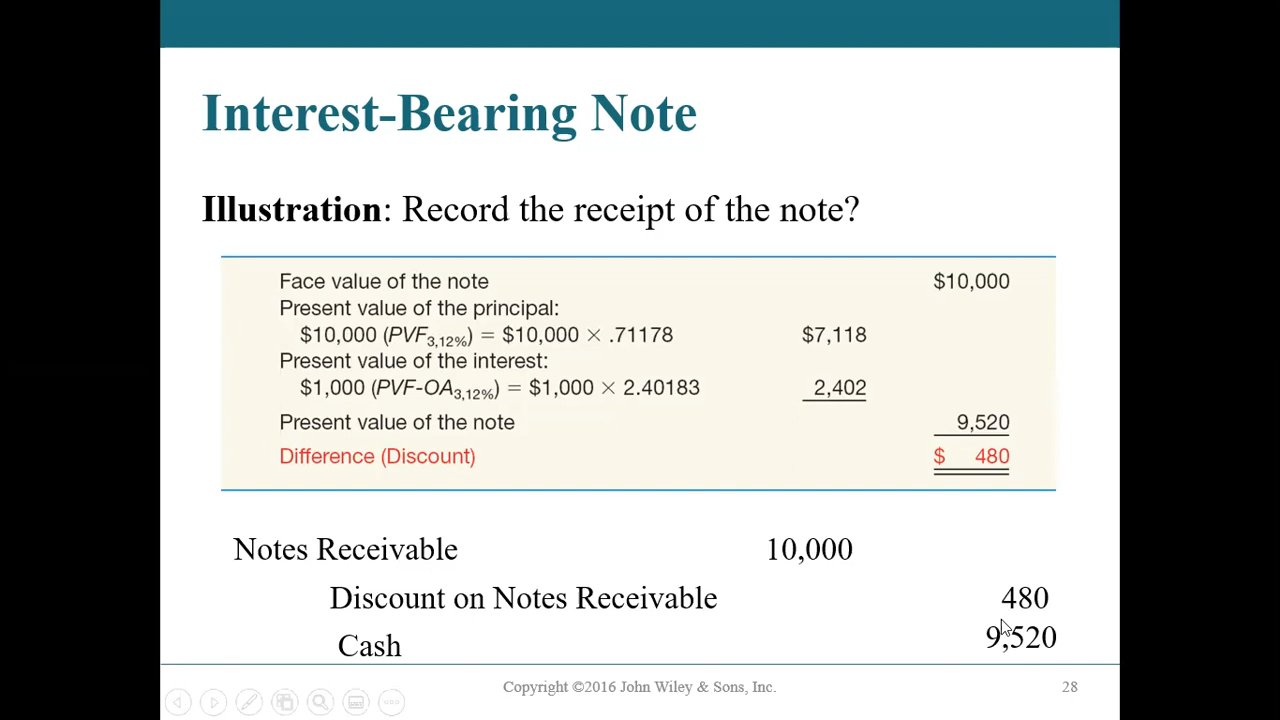 Interest-Bearing Note
Illustration: Record the receipt of the note?
Face value of the note $10,000
Present value of the principal:
$10,000 (PVF3,12%) = $10,000 × .71178 $7,118
Present value of the interest:
$1,000 (PVF-OA3,12%) = $1,000 × 2.40183 2,402
Present value of the note 9,520
Difference (Discount) $ 480
Notes Receivable 10,000
Discount on Notes Receivable 480
Cash 9,520
Copyright ©2016 John Wiley & Sons, Inc. 28